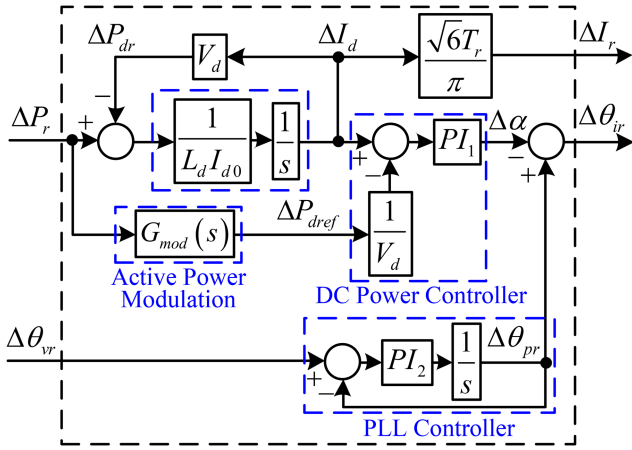 ΔP_dr
V_d
ΔI_d
√6T_r
π
ΔI_r
−
ΔP_r
+
1
L_d I_d0
1
s
+
−
PI_1
Δα
−
+
Δθ_ir
G_mod (s)
ΔP_dref
1
V_d
Active Power
Modulation
DC Power Controller
Δθ_vr
+
−
PI_2
1
s
Δθ_pr
PLL Controller